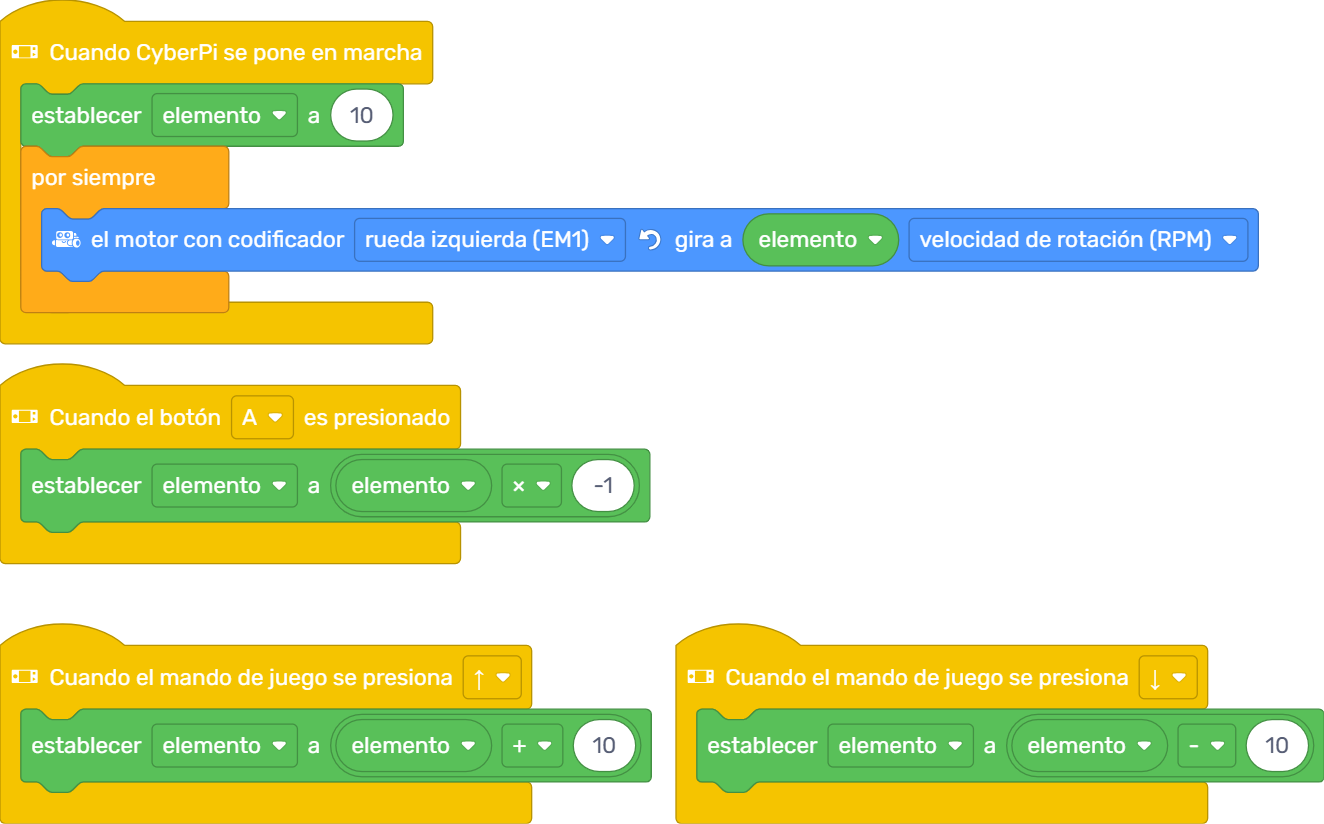 Cuando CyberPi se pone en marcha
establecer elemento a 10
por siempre
el motor con codificador rueda izquierda (EM1) gira a elemento velocidad de rotación (RPM)
Cuando el botón A es presionado
establecer elemento a elemento × -1
Cuando el mando de juego se presiona ↑
establecer elemento a elemento + 10
Cuando el mando de juego se presiona ↓
establecer elemento a elemento - 10